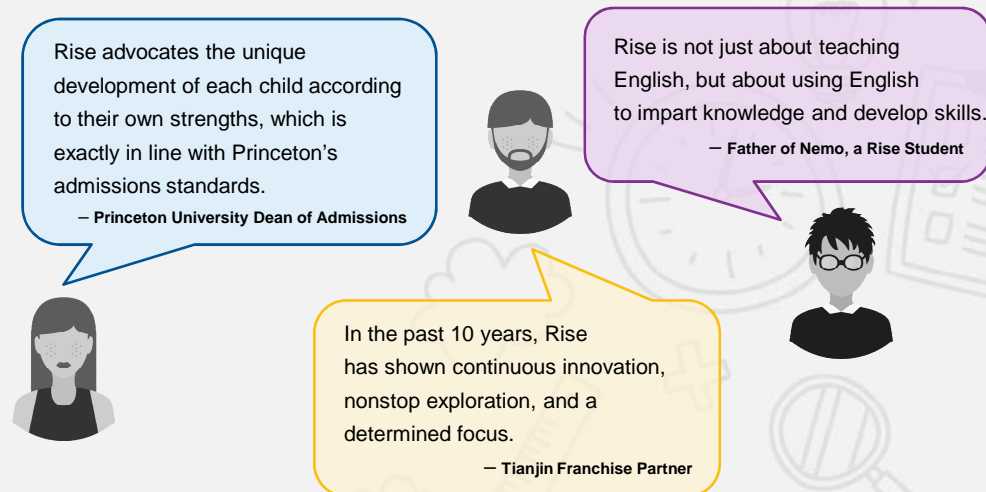 Rise advocates the unique
development of each child according
to their own strengths, which is
exactly in line with Princeton's
admissions standards.
– Princeton University Dean of Admissions
Rise is not just about teaching
English, but about using English
to impart knowledge and develop skills.
– Father of Nemo, a Rise Student
In the past 10 years, Rise
has shown continuous innovation,
nonstop exploration, and a
determined focus.
– Tianjin Franchise Partner